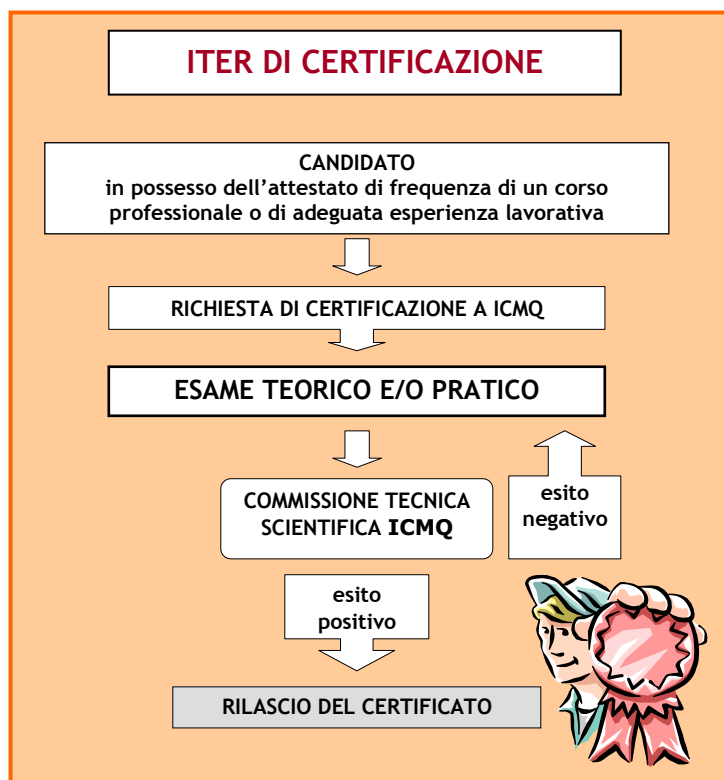 ITER DI CERTIFICAZIONE
CANDIDATO
in possesso dell'attestato di frequenza di un corso
professionale o di adeguata esperienza lavorativa
RICHIESTA DI CERTIFICAZIONE A ICMQ
ESAME TEORICO E/O PRATICO
COMMISSIONE TECNICA
SCIENTIFICA ICMQ
esito
negativo
esito
positivo
RILASCIO DEL CERTIFICATO